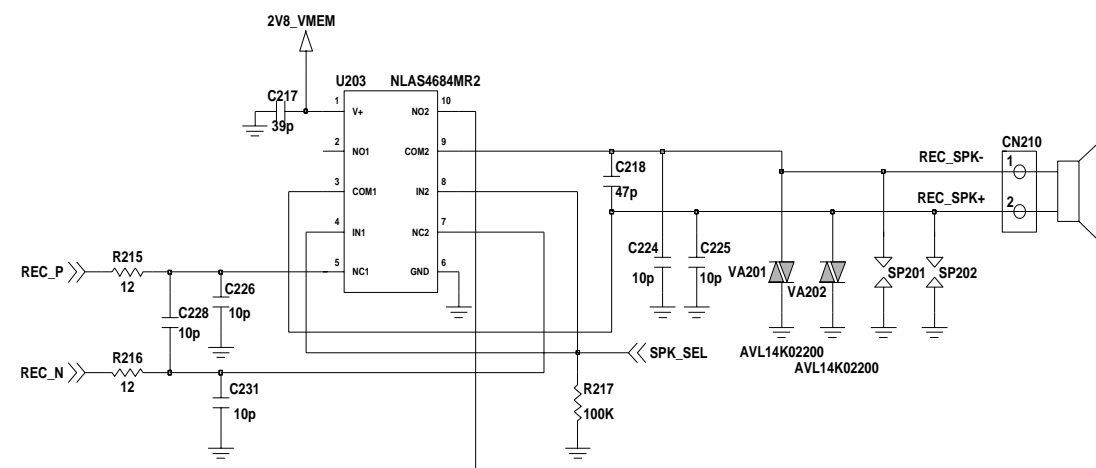 2V8_VMEM
U203 NLAS4684MR2
C217
39p
1 V+ NO2 10
2 NO1 COM2 9
3 COM1 IN2 8
4 IN1 NC2 7
5 NC1 GND 6
C218
47p
CN210
REC_SPK- 1
REC_SPK+ 2
C224
10p
C225
10p
VA201
VA202
SP201
SP202
AVL14K02200
AVL14K02200
REC_P
R215
12
C226
10p
C228
10p
REC_N
R216
12
C231
10p
SPK_SEL
R217
100K